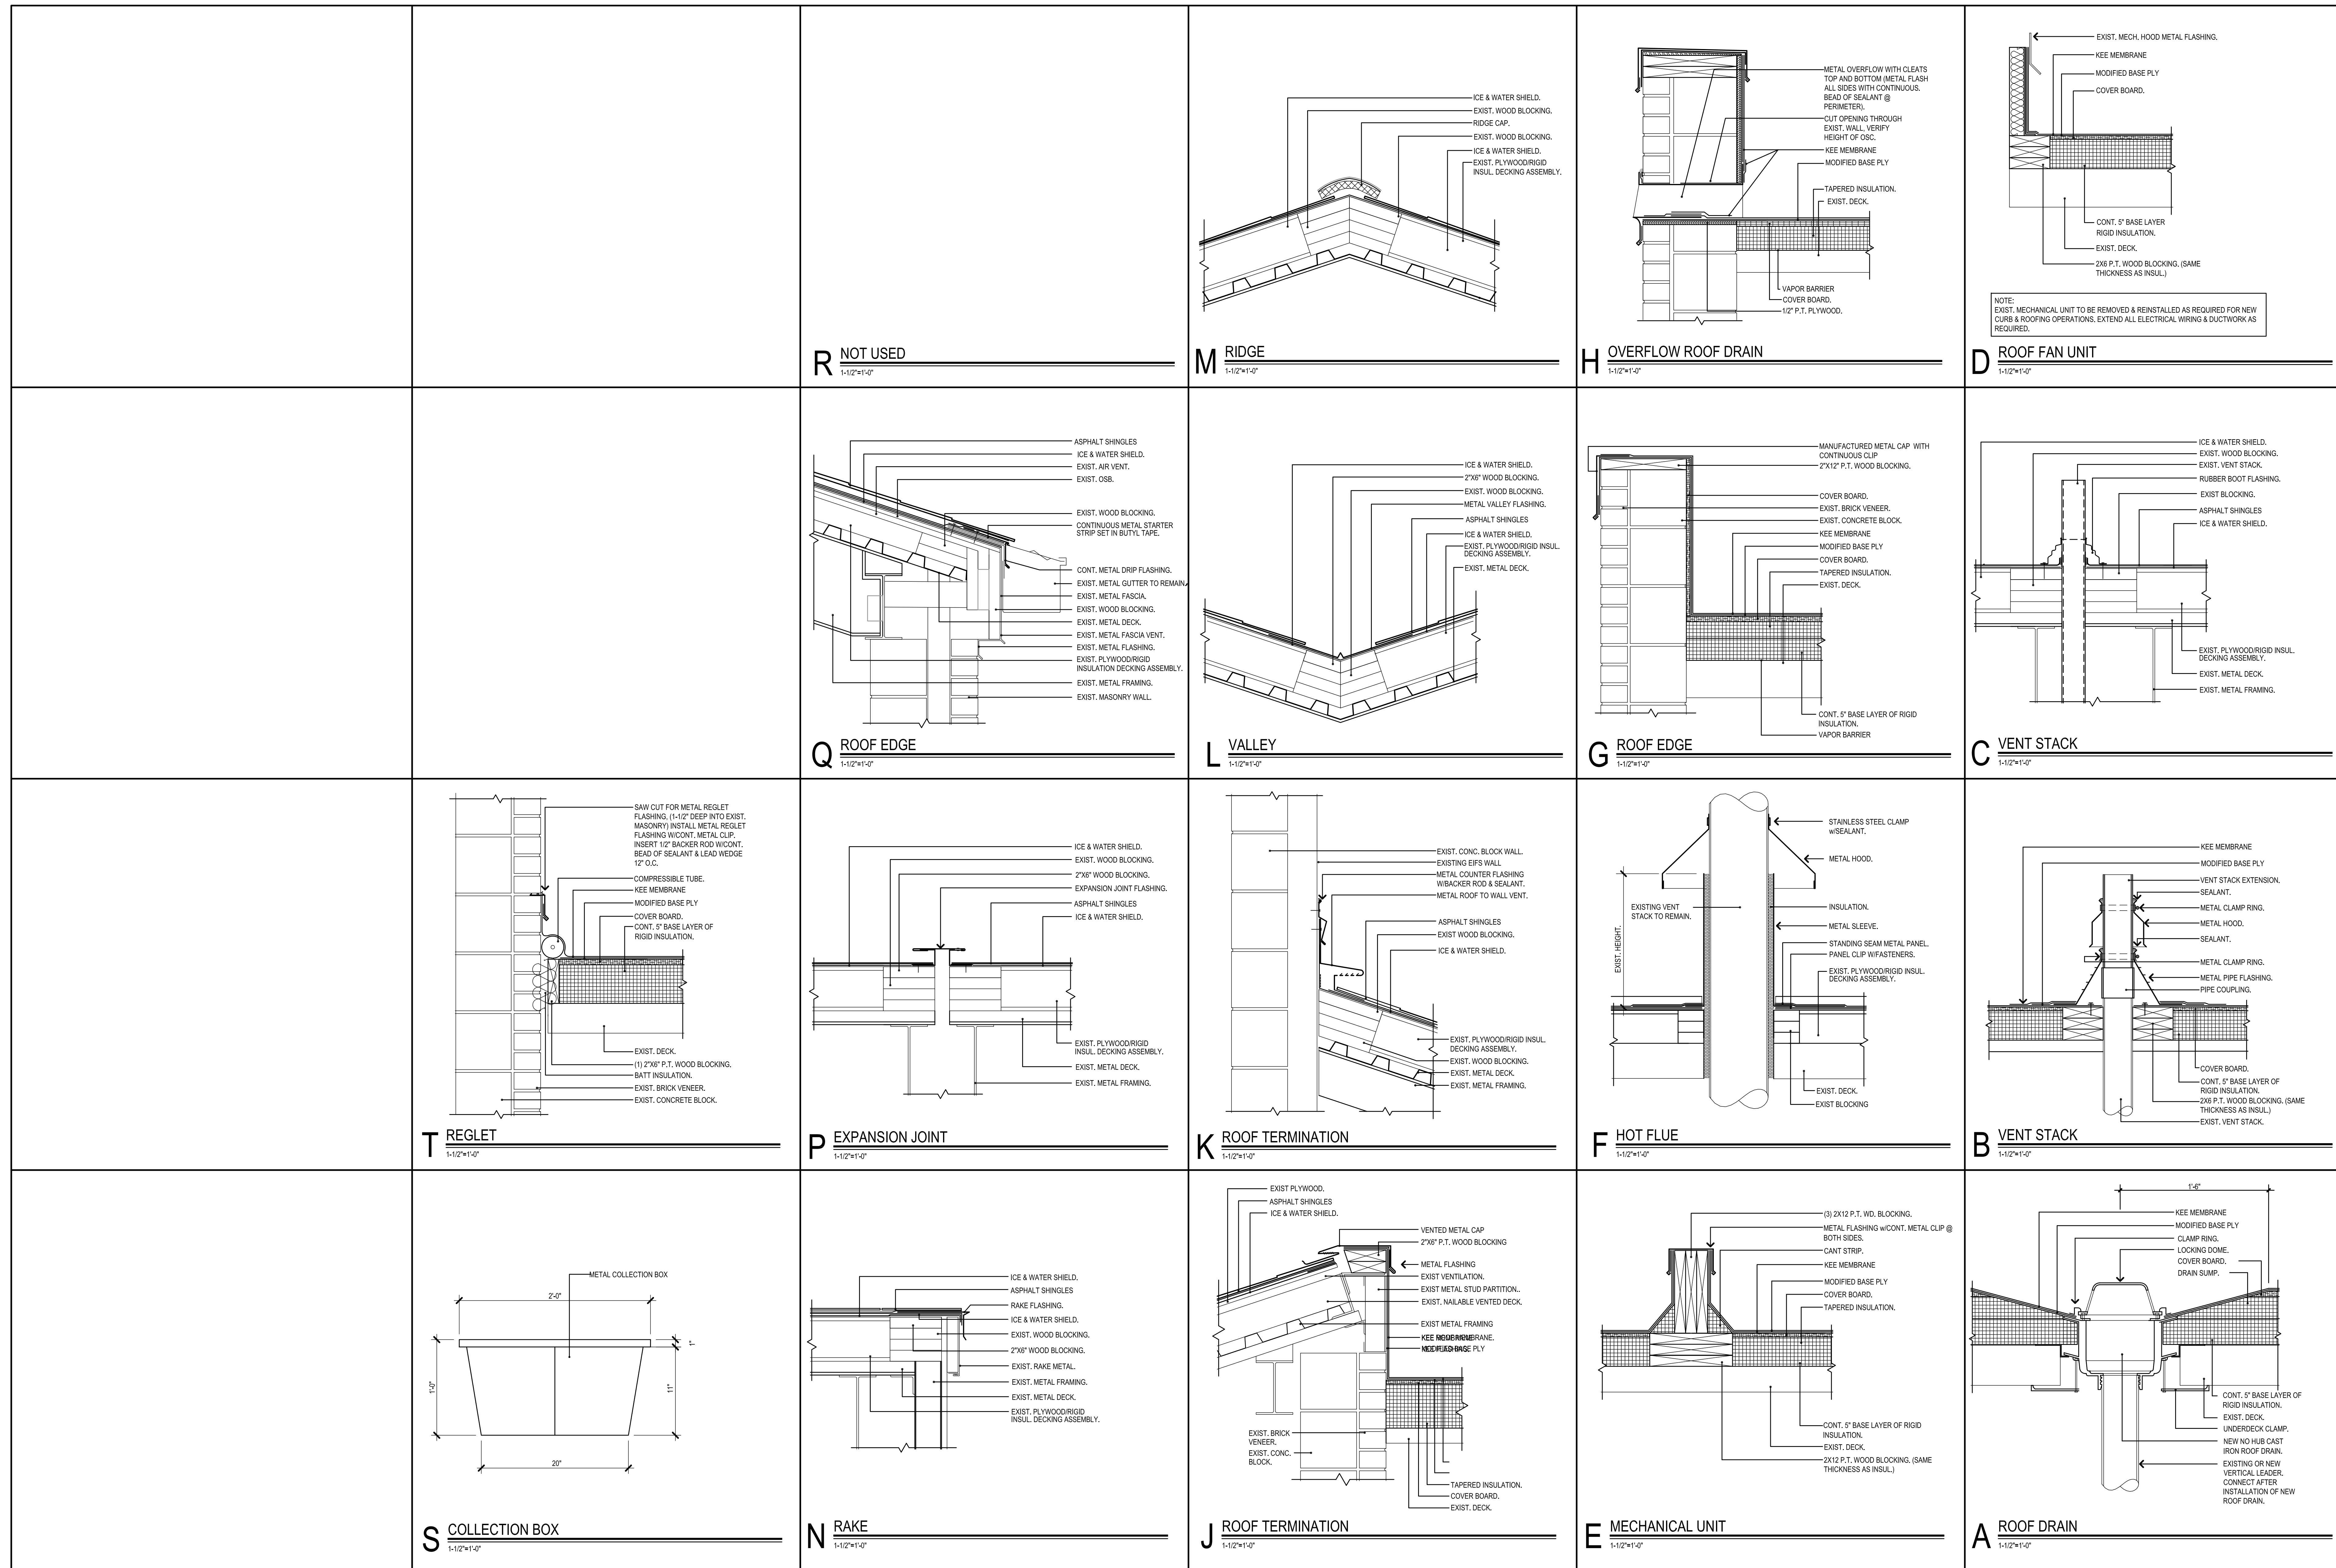 R
NOT USED
1-1/2"=1'-0"
ICE & WATER SHIELD.
EXIST. WOOD BLOCKING.
RIDGE CAP.
EXIST. WOOD BLOCKING.
ICE & WATER SHIELD.
EXIST. PLYWOOD/RIGID
INSUL. DECKING ASSEMBLY.
M
RIDGE
1-1/2"=1'-0"
METAL OVERFLOW WITH CLEATS
TOP AND BOTTOM (METAL FLASH
ALL SIDES WITH CONTINUOUS.
BEAD OF SEALANT @
PERIMETER).
CUT OPENING THROUGH
EXIST. WALL, VERIFY
HEIGHT OF OSC.
KEE MEMBRANE
MODIFIED BASE PLY
TAPERED INSULATION.
EXIST. DECK.
VAPOR BARRIER
COVER BOARD.
1/2" P.T. PLYWOOD.
H
OVERFLOW ROOF DRAIN
1-1/2"=1'-0"
EXIST. MECH. HOOD METAL FLASHING.
KEE MEMBRANE
MODIFIED BASE PLY
COVER BOARD.
CONT. 5" BASE LAYER
RIGID INSULATION.
EXIST. DECK.
2X6 P.T. WOOD BLOCKING. (SAME
THICKNESS AS INSUL.)
NOTE:
EXIST. MECHANICAL UNIT TO BE REMOVED & REINSTALLED AS REQUIRED FOR NEW
CURB & ROOFING OPERATIONS, EXTEND ALL ELECTRICAL WIRING & DUCTWORK AS
REQUIRED.
D
ROOF FAN UNIT
1-1/2"=1'-0"
ASPHALT SHINGLES
ICE & WATER SHIELD.
EXIST. AIR VENT.
EXIST. OSB.
EXIST. WOOD BLOCKING.
CONTINUOUS METAL STARTER
STRIP SET IN BUTYL TAPE.
CONT. METAL DRIP FLASHING.
EXIST. METAL GUTTER TO REMAIN.
EXIST. METAL FASCIA.
EXIST. WOOD BLOCKING.
EXIST. METAL DECK.
EXIST. METAL FASCIA VENT.
EXIST. METAL FLASHING.
EXIST. PLYWOOD/RIGID
INSULATION DECKING ASSEMBLY.
EXIST. METAL FRAMING.
EXIST. MASONRY WALL.
Q
ROOF EDGE
1-1/2"=1'-0"
ICE & WATER SHIELD.
2"X6" WOOD BLOCKING.
EXIST. WOOD BLOCKING.
METAL VALLEY FLASHING.
ASPHALT SHINGLES
ICE & WATER SHIELD.
EXIST. PLYWOOD/RIGID INSUL.
DECKING ASSEMBLY.
EXIST. METAL DECK.
L
VALLEY
1-1/2"=1'-0"
MANUFACTURED METAL CAP WITH
CONTINUOUS CLIP
2"X12" P.T. WOOD BLOCKING.
COVER BOARD.
EXIST. BRICK VENEER.
EXIST. CONCRETE BLOCK.
KEE MEMBRANE
MODIFIED BASE PLY
COVER BOARD.
TAPERED INSULATION.
EXIST. DECK.
CONT. 5" BASE LAYER OF RIGID
INSULATION.
VAPOR BARRIER
G
ROOF EDGE
1-1/2"=1'-0"
ICE & WATER SHIELD.
EXIST. WOOD BLOCKING.
EXIST. VENT STACK.
RUBBER BOOT FLASHING.
EXIST BLOCKING.
ASPHALT SHINGLES
ICE & WATER SHIELD.
EXIST. PLYWOOD/RIGID INSUL.
DECKING ASSEMBLY.
EXIST. METAL DECK.
EXIST. METAL FRAMING.
C
VENT STACK
1-1/2"=1'-0"
SAW CUT FOR METAL REGLET
FLASHING, (1-1/2" DEEP INTO EXIST.
MASONRY) INSTALL METAL REGLET
FLASHING W/CONT. METAL CLIP.
INSERT 1/2" BACKER ROD W/CONT.
BEAD OF SEALANT & LEAD WEDGE
12" O.C.
COMPRESSIBLE TUBE.
KEE MEMBRANE
MODIFIED BASE PLY
COVER BOARD.
CONT. 5" BASE LAYER OF
RIGID INSULATION.
EXIST. DECK.
(1) 2"X6" P.T, WOOD BLOCKING.
BATT INSULATION.
EXIST. BRICK VENEER.
EXIST. CONCRETE BLOCK.
T
REGLET
1-1/2"=1'-0"
ICE & WATER SHIELD.
EXIST. WOOD BLOCKING.
2"X6" WOOD BLOCKING.
EXPANSION JOINT FLASHING.
ASPHALT SHINGLES
ICE & WATER SHIELD.
EXIST. PLYWOOD/RIGID
INSUL. DECKING ASSEMBLY.
EXIST. METAL DECK.
EXIST. METAL FRAMING.
P
EXPANSION JOINT
1-1/2"=1'-0"
EXIST. CONC. BLOCK WALL.
EXISTING EIFS WALL
METAL COUNTER FLASHING
W/BACKER ROD & SEALANT.
METAL ROOF TO WALL VENT.
ASPHALT SHINGLES
EXIST WOOD BLOCKING.
ICE & WATER SHIELD.
EXIST. PLYWOOD/RIGID INSUL.
DECKING ASSEMBLY.
EXIST. WOOD BLOCKING.
EXIST. METAL DECK.
EXIST. METAL FRAMING.
K
ROOF TERMINATION
1-1/2"=1'-0"
STAINLESS STEEL CLAMP
w/SEALANT.
METAL HOOD.
EXISTING VENT
STACK TO REMAIN.
EXIST. HEIGHT.
INSULATION.
METAL SLEEVE.
STANDING SEAM METAL PANEL.
PANEL CLIP W/FASTENERS.
EXIST. PLYWOOD/RIGID INSUL.
DECKING ASSEMBLY.
EXIST. DECK.
EXIST BLOCKING
F
HOT FLUE
1-1/2"=1'-0"
KEE MEMBRANE
MODIFIED BASE PLY
VENT STACK EXTENSION.
SEALANT.
METAL CLAMP RING.
METAL HOOD.
SEALANT.
METAL CLAMP RING.
METAL PIPE FLASHING.
PIPE COUPLING.
COVER BOARD.
CONT. 5" BASE LAYER OF
RIGID INSULATION.
2X6 P.T. WOOD BLOCKING. (SAME
THICKNESS AS INSUL.)
EXIST. VENT STACK.
B
VENT STACK
1-1/2"=1'-0"
METAL COLLECTION BOX
2'-0"
1"
1'-0"
11"
20"
S
COLLECTION BOX
1-1/2"=1'-0"
ICE & WATER SHIELD.
ASPHALT SHINGLES
RAKE FLASHING.
ICE & WATER SHIELD.
EXIST. WOOD BLOCKING.
2"X6" WOOD BLOCKING.
EXIST. RAKE METAL.
EXIST. METAL FRAMING.
EXIST. METAL DECK.
EXIST. PLYWOOD/RIGID
INSUL. DECKING ASSEMBLY.
N
RAKE
1-1/2"=1'-0"
EXIST PLYWOOD.
ASPHALT SHINGLES
ICE & WATER SHIELD.
VENTED METAL CAP
2"X6" P.T. WOOD BLOCKING
METAL FLASHING
EXIST VENTILATION.
EXIST METAL STUD PARTITION..
EXIST, NAILABLE VENTED DECK.
EXIST METAL FRAMING
KEE MEMBRANE
MODIFIED BASE PLY
EXIST. BRICK
VENEER.
EXIST. CONC.
BLOCK.
TAPERED INSULATION.
COVER BOARD.
EXIST. DECK.
J
ROOF TERMINATION
1-1/2"=1'-0"
(3) 2X12 P.T. WD. BLOCKING.
METAL FLASHING w/CONT. METAL CLIP @
BOTH SIDES.
CANT STRIP.
KEE MEMBRANE
MODIFIED BASE PLY
COVER BOARD.
TAPERED INSULATION.
CONT. 5" BASE LAYER OF RIGID
INSULATION.
EXIST. DECK.
2X12 P.T. WOOD BLOCKING. (SAME
THICKNESS AS INSUL.)
E
MECHANICAL UNIT
1-1/2"=1'-0"
1'-6"
KEE MEMBRANE
MODIFIED BASE PLY
CLAMP RING.
LOCKING DOME.
COVER BOARD.
DRAIN SUMP.
CONT. 5" BASE LAYER OF
RIGID INSULATION.
EXIST. DECK.
UNDERDECK CLAMP.
NEW NO HUB CAST
IRON ROOF DRAIN.
EXISTING OR NEW
VERTICAL LEADER.
CONNECT AFTER
INSTALLATION OF NEW
ROOF DRAIN.
A
ROOF DRAIN
1-1/2"=1'-0"